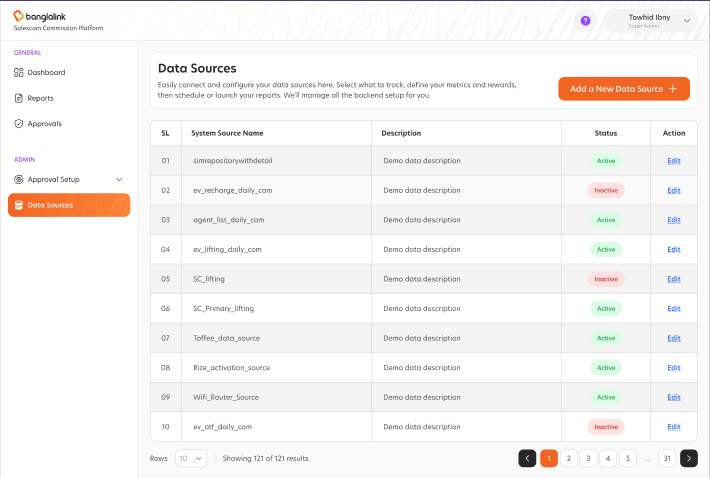 banglalink
Salescom Commission Platform
?
Towhid Ibny
Super Admin
GENERAL
Dashboard
Reports
Approvals
ADMIN
Approval Setup
Data Sources
Data Sources
Easily connect and configure your data sources here. Select what to track, define your metrics and rewards,
then schedule or launch your reports. We'll manage all the backend setup for you.
Add a New Data Source +
SL System Source Name Description Status Action
01 simrepositorywithdetail Demo data description Active Edit
02 ev_recharge_daily_com Demo data description Inactive Edit
03 agent_list_daily_com Demo data description Active Edit
04 ev_lifting_daily_com Demo data description Active Edit
05 SC_lifting Demo data description Inactive Edit
06 SC_Primary_lifting Demo data description Active Edit
07 Toffee_data_source Demo data description Active Edit
08 Rize_activation_source Demo data description Active Edit
09 Wifi_Router_Source Demo data description Active Edit
10 ev_otf_daily_com Demo data description Inactive Edit
Rows 10 Showing 121 of 121 results
1 2 3 4 5 ... 31